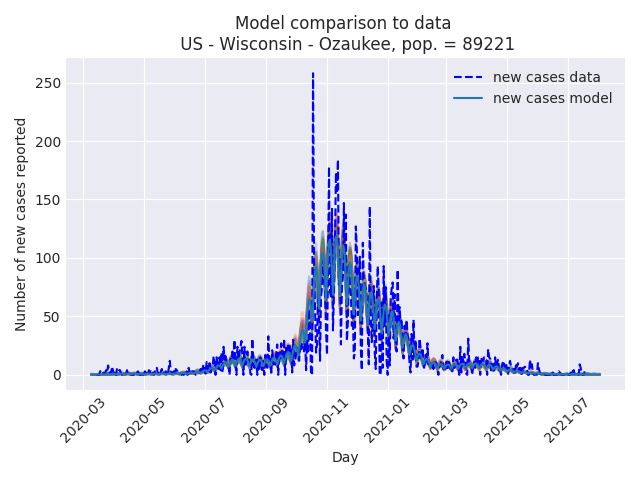 Model comparison to data
US - Wisconsin - Ozaukee, pop. = 89221
new cases data
new cases model
Number of new cases reported
250
200
150
100
50
0
2020-03
2020-05
2020-07
2020-09
2020-11
2021-01
2021-03
2021-05
2021-07
Day